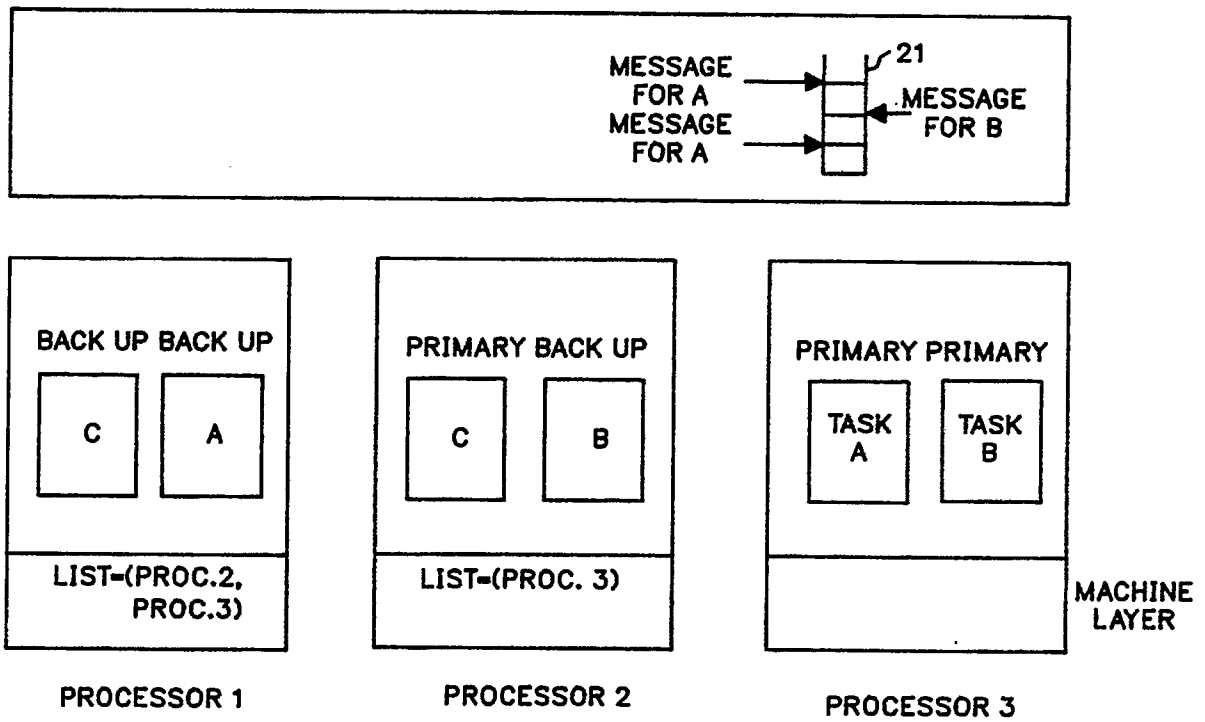 MESSAGE
FOR A
21
MESSAGE
FOR B
MESSAGE
FOR A
BACK UP BACK UP
C A
LIST=(PROC.2,
PROC.3)
PROCESSOR 1
PRIMARY BACK UP
C B
LIST=(PROC. 3)
PROCESSOR 2
PRIMARY PRIMARY
TASK
A
TASK
B
MACHINE
LAYER
PROCESSOR 3